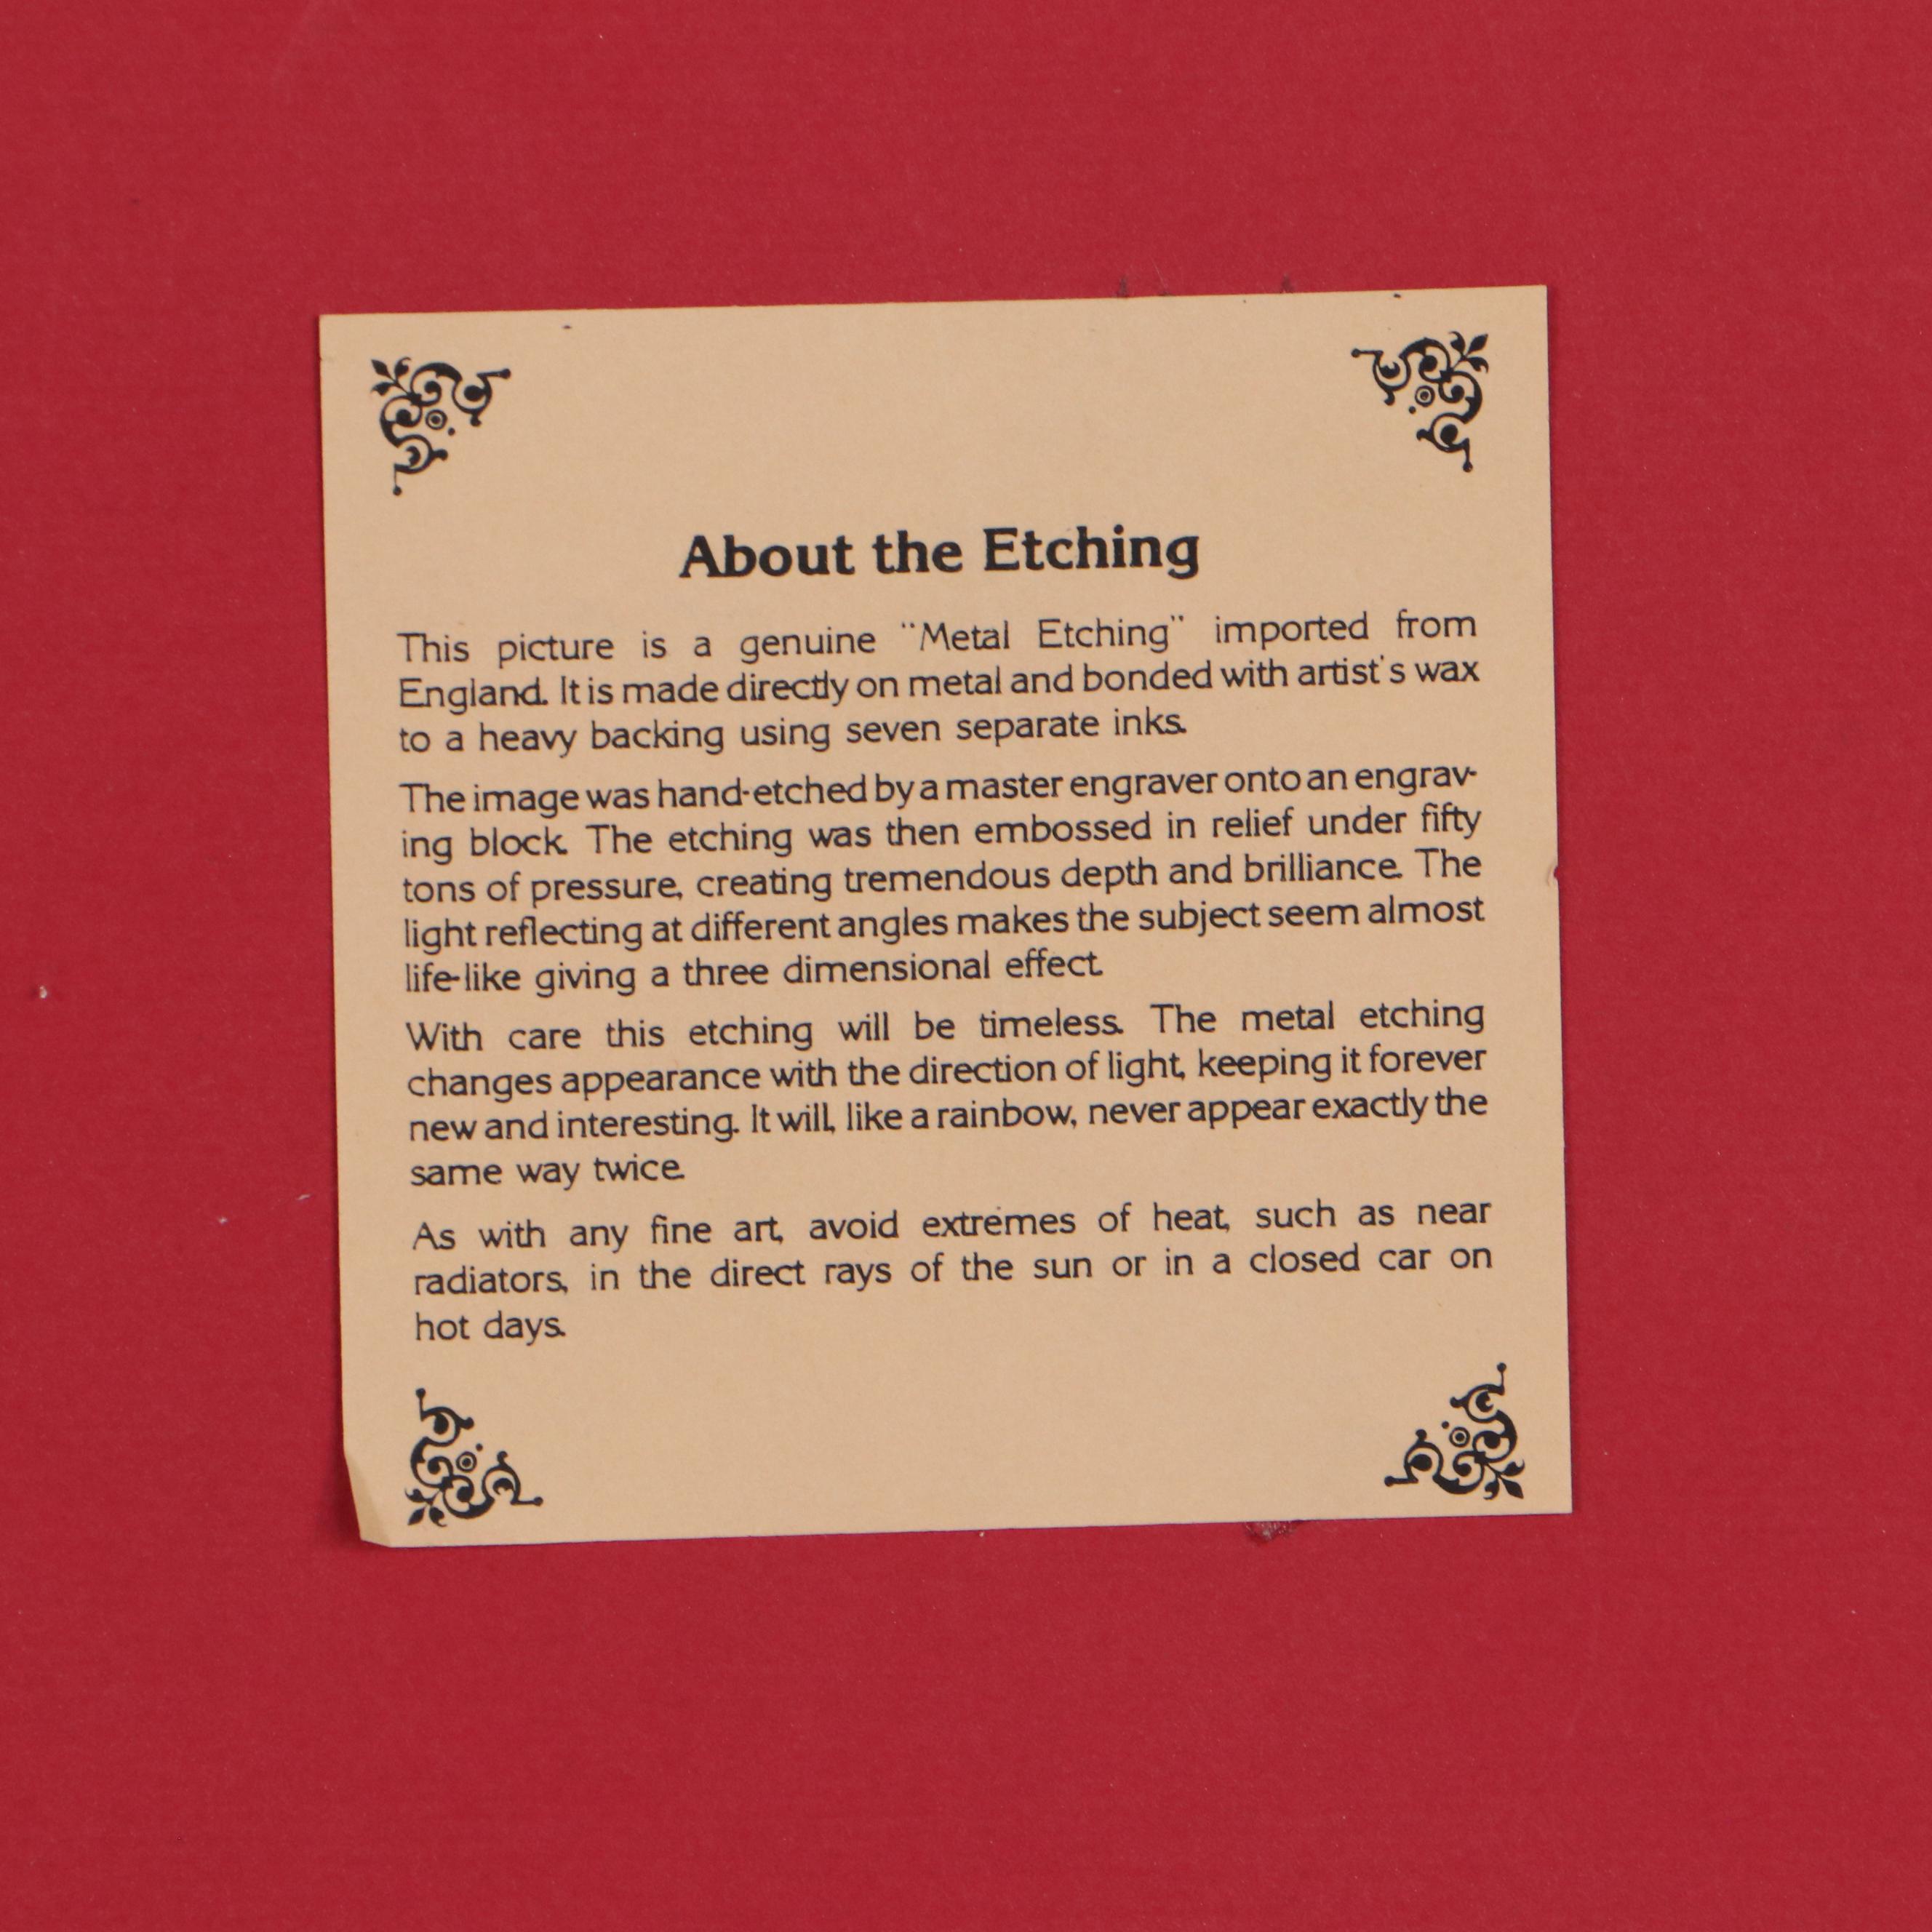 About the Etching
This picture is a genuine "Metal Etching" imported from
England. It is made directly on metal and bonded with artist's wax
to a heavy backing using seven separate inks.
The image was hand-etched by a master engraver onto an engrav-
ing block. The etching was then embossed in relief under fifty
tons of pressure, creating tremendous depth and brilliance. The
light reflecting at different angles makes the subject seem almost
life-like giving a three dimensional effect.
With care this etching will be timeless. The metal etching
changes appearance with the direction of light, keeping it forever
new and interesting. It will, like a rainbow, never appear exactly the
same way twice.
As with any fine art, avoid extremes of heat, such as near
radiators, in the direct rays of the sun or in a closed car on
hot days.